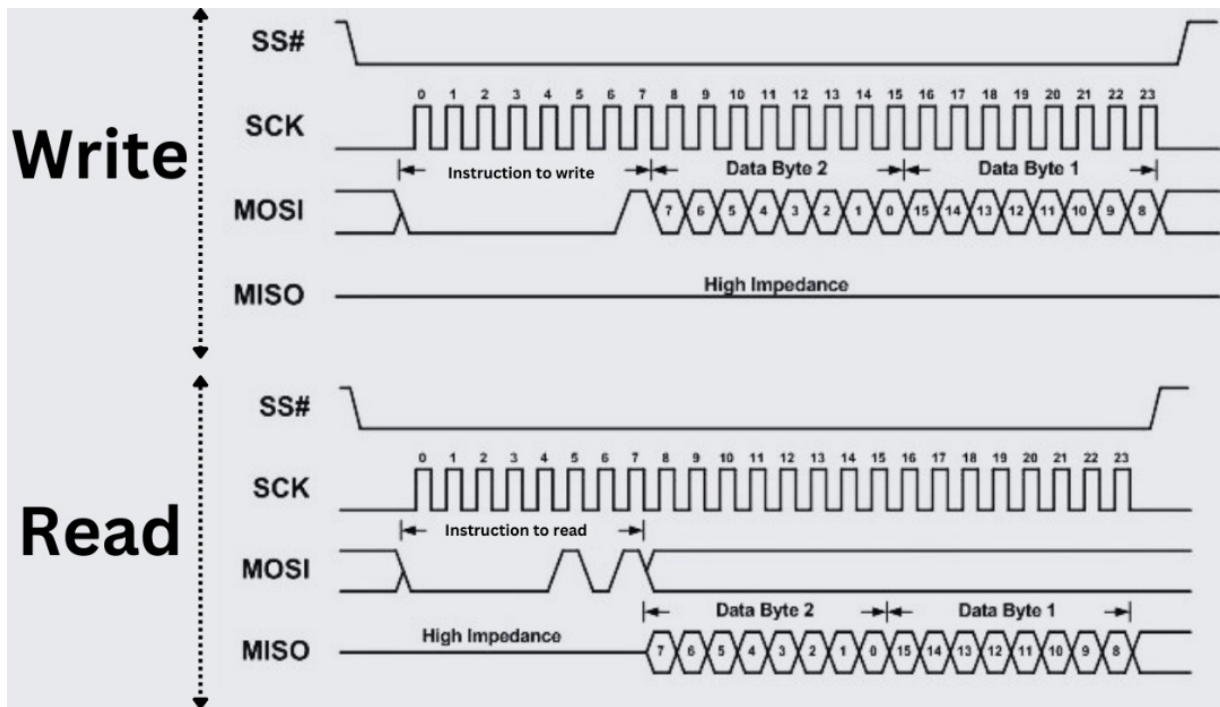 Write
SS#
0 1 2 3 4 5 6 7 8 9 10 11 12 13 14 15 16 17 18 19 20 21 22 23
SCK
Instruction to write Data Byte 2 Data Byte 1
MOSI 7 6 5 4 3 2 1 0 15 14 13 12 11 10 9 8
High Impedance
MISO
Read
SS#
0 1 2 3 4 5 6 7 8 9 10 11 12 13 14 15 16 17 18 19 20 21 22 23
SCK
Instruction to read
MOSI
Data Byte 2 Data Byte 1
High Impedance
MISO 7 6 5 4 3 2 1 0 15 14 13 12 11 10 9 8